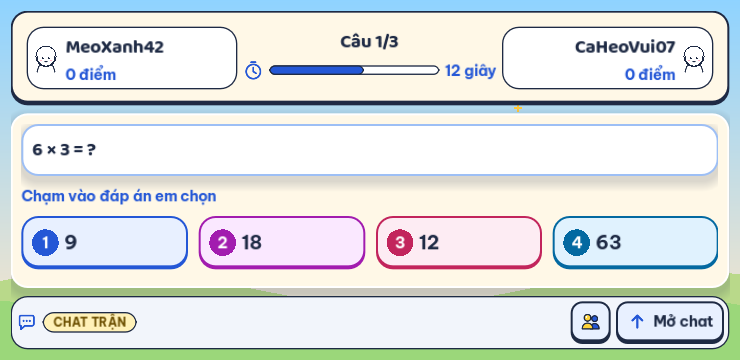 MeoXanh42
0 điểm
Câu 1/3
12 giây
CaHeoVui07
0 điểm
6 × 3 = ?
Chạm vào đáp án em chọn
1 9
2 18
3 12
4 63
CHAT TRẬN
Mở chat